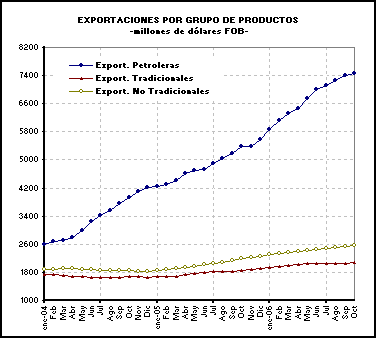 EXPORTACIONES POR GRUPO DE PRODUCTOS
-millones de dólares FOB-
Export. Petroleras
Export. Tradicionales
Export. No Tradicionales
8200
7400
6600
5800
5000
4200
3400
2600
1800
1000
ene-04
Feb
Mar
Abr
May
Jun
Jul
Ago
Sep
Oct
Nov
Dic
ene-05
Feb
Mar
Abr
May
Jun
Jul
Ago
Sep
Oct
Nov
Dic
ene-06
Feb
Mar
Abr
May
Jun
Jul
Ago
Sep
Oct